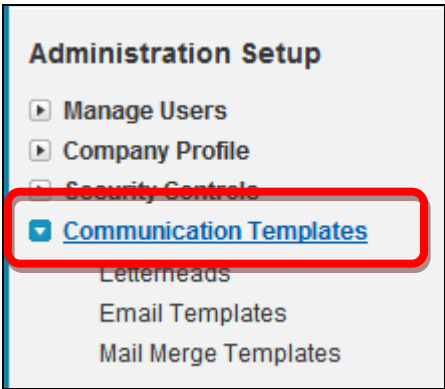 Administration Setup
Manage Users
Company Profile
Security Controls
Communication Templates
Letterheads
Email Templates
Mail Merge Templates